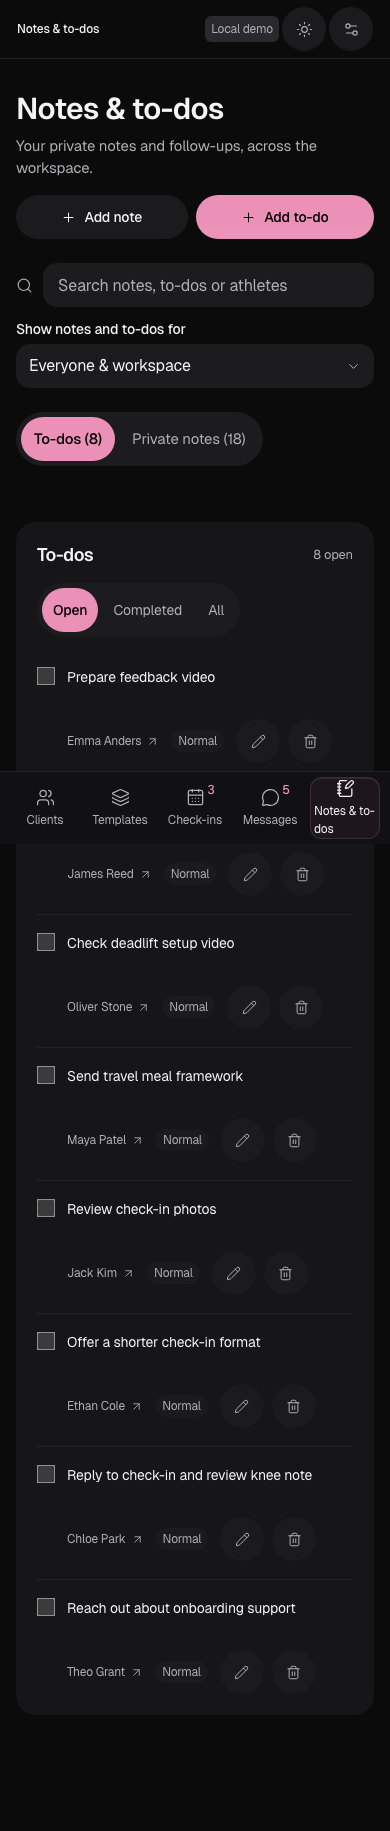 Notes & to-dos
Local demo
Notes & to-dos
Your private notes and follow-ups, across the
workspace.
Add note
Add to-do
Search notes, to-dos or athletes
Show notes and to-dos for
Everyone & workspace
To-dos (8)
Private notes (18)
To-dos
8 open
Open
Completed
All
Prepare feedback video
Emma Anders
Normal
Clients
Templates
3
Check-ins
5
Messages
Notes & to-
dos
James Reed
Normal
Check deadlift setup video
Oliver Stone
Normal
Send travel meal framework
Maya Patel
Normal
Review check-in photos
Jack Kim
Normal
Offer a shorter check-in format
Ethan Cole
Normal
Reply to check-in and review knee note
Chloe Park
Normal
Reach out about onboarding support
Theo Grant
Normal